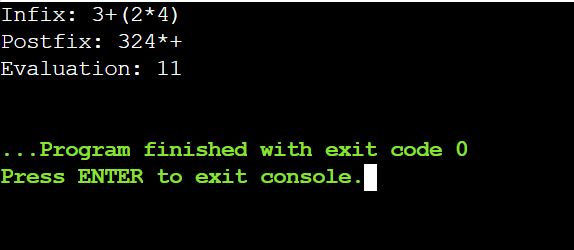 Infix: 3+(2*4)
Postfix: 324*+
Evaluation: 11
...Program finished with exit code 0
Press ENTER to exit console.